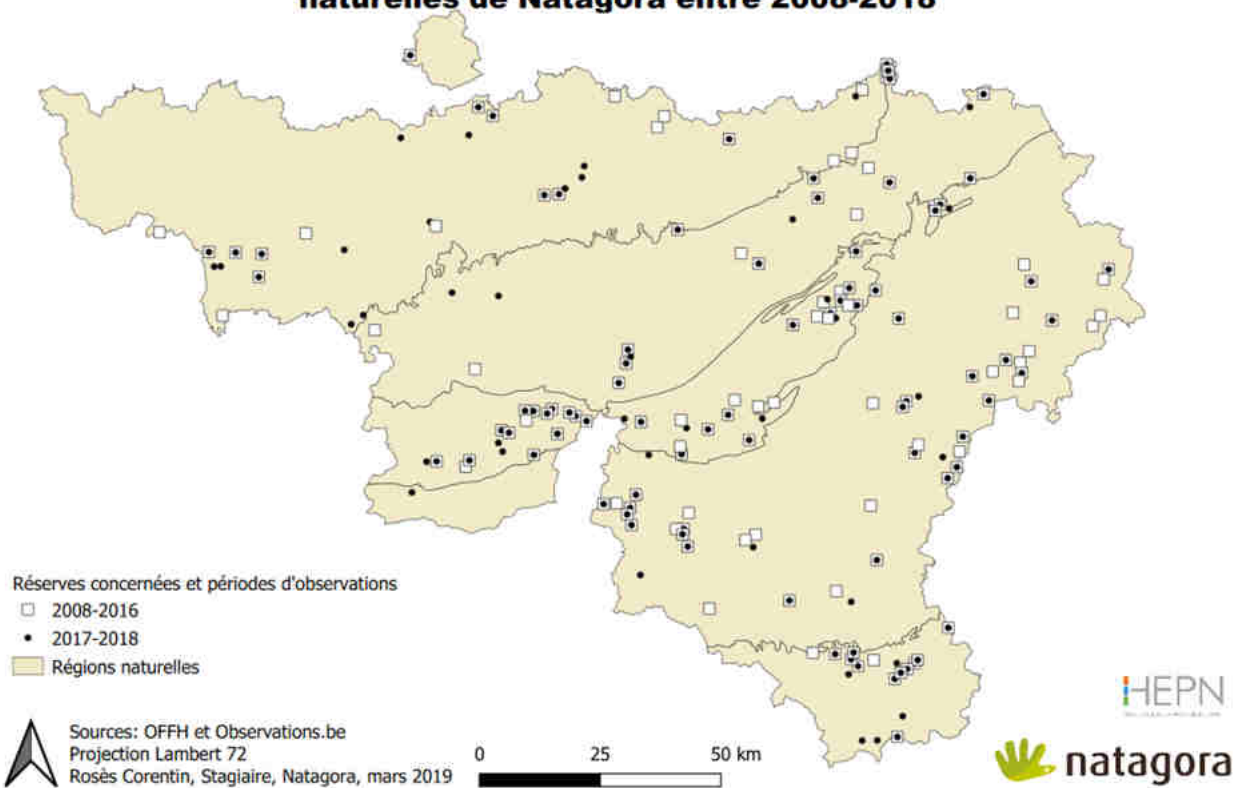 naturelles de Natagora entre 2008-2018
Réserves concernées et périodes d'observations
2008-2016
2017-2018
Régions naturelles
Sources: OFFH et Observations.be
Projection Lambert 72
Rosès Corentin, Stagiaire, Natagora, mars 2019
0 25 50 km
HEPN
natagora